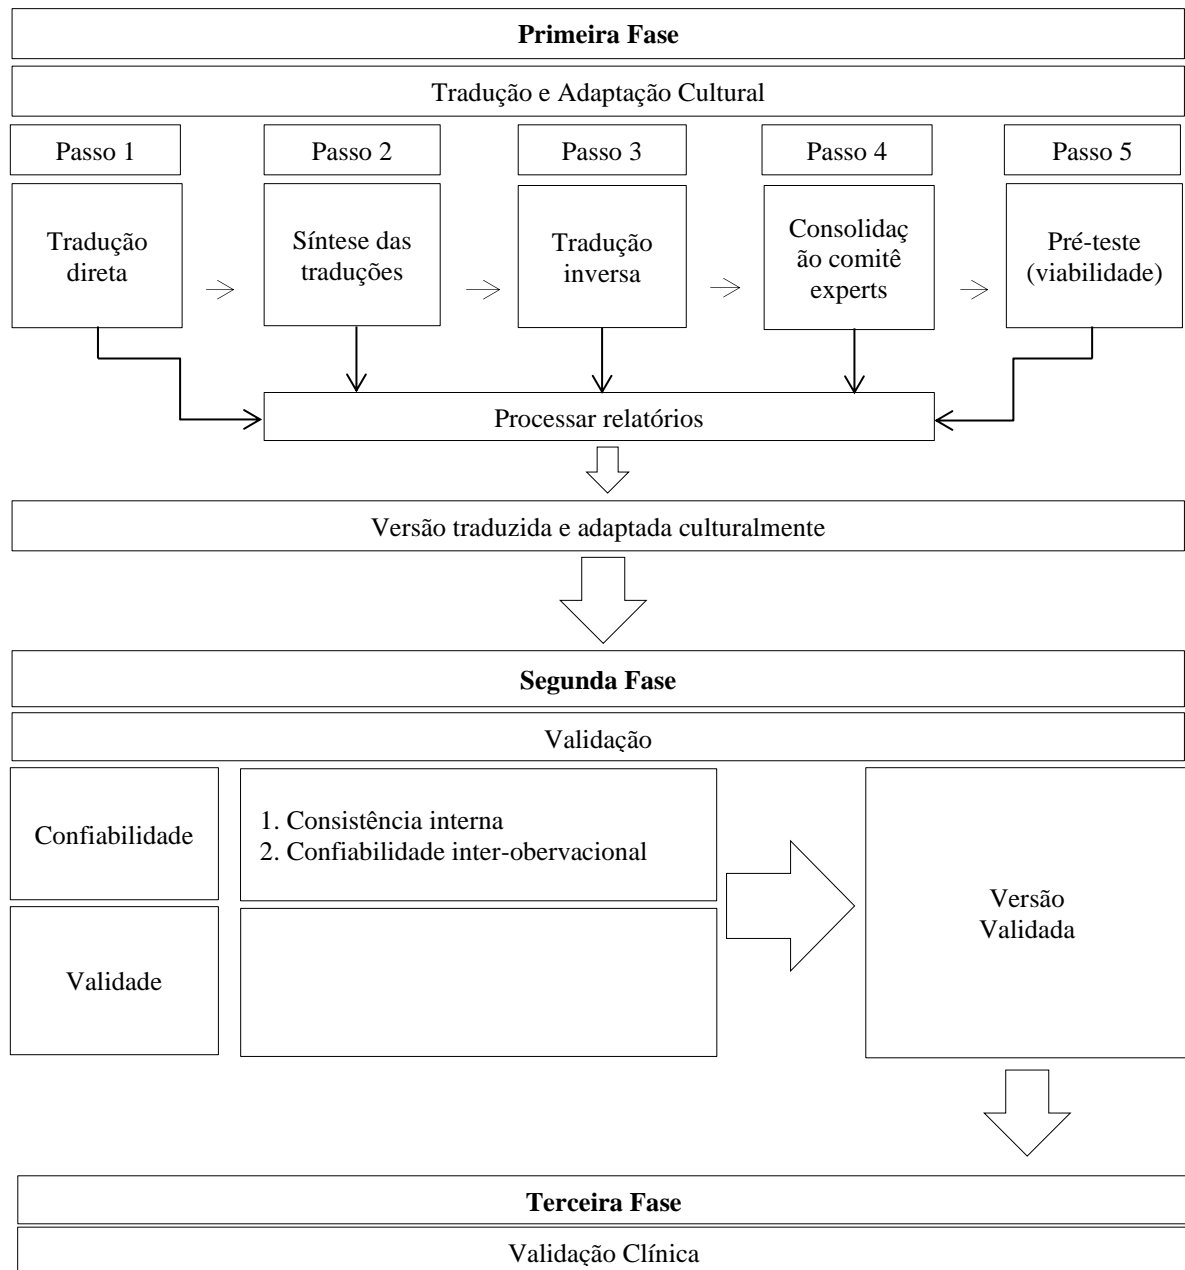 Primeira Fase
Tradução e Adaptação Cultural
Passo 1
Passo 2
Passo 3
Passo 4
Passo 5
Tradução
direta
Síntese das
traduções
Tradução
inversa
Consolidaç
ão comitê
experts
Pré-teste
(viabilidade)
Processar relatórios
Versão traduzida e adaptada culturalmente
Segunda Fase
Validação
Confiabilidade
1. Consistência interna
2. Confiabilidade inter-obervacional
Validade
Versão
Validada
Terceira Fase
Validação Clínica